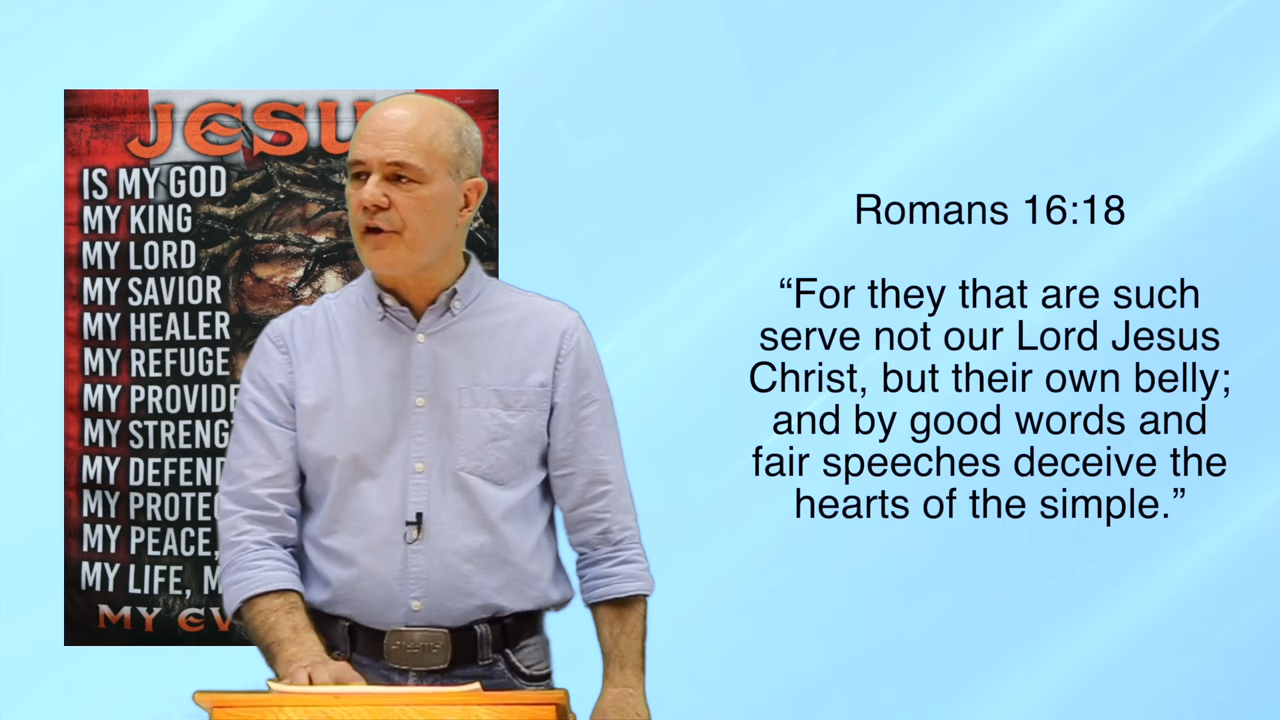 JESU
IS MY GOD
MY KING
MY LORD
MY SAVIOR
MY HEALER
MY REFUGE
MY PROVIDE
MY STRENGT
MY DEFEND
MY PROTEC
MY PEACE,
MY LIFE, M
MY EV
Romans 16:18
“For they that are such
serve not our Lord Jesus
Christ, but their own belly;
and by good words and
fair speeches deceive the
hearts of the simple.”